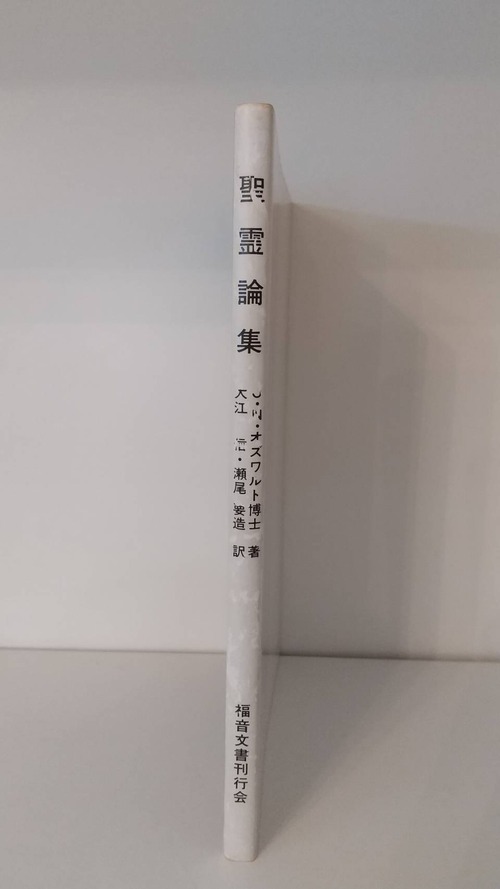 聖霊論集
・オズワルト博士 著
大江 信・瀬尾 要造 訳
福音文書刊行会